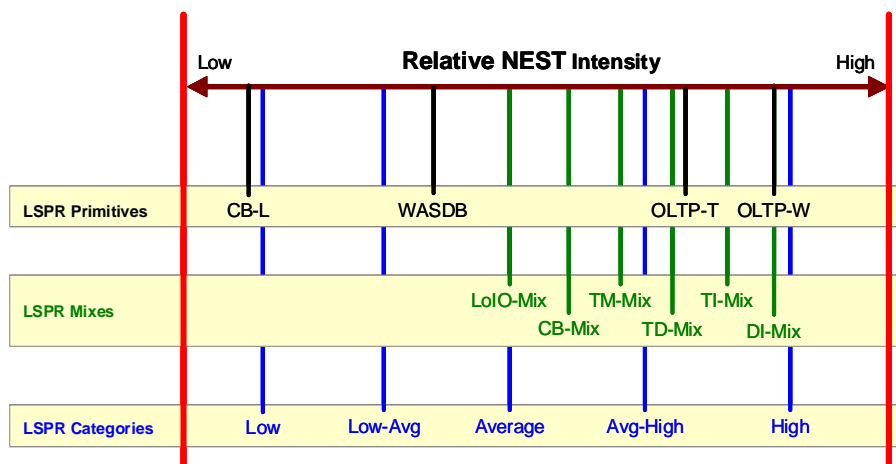 Low Relative NEST Intensity High
LSPR Primitives CB-L WASDB OLTP-T OLTP-W
LoIO-Mix TM-Mix TI-Mix
LSPR Mixes
CB-Mix TD-Mix DI-Mix
LSPR Categories Low Low-Avg Average Avg-High High